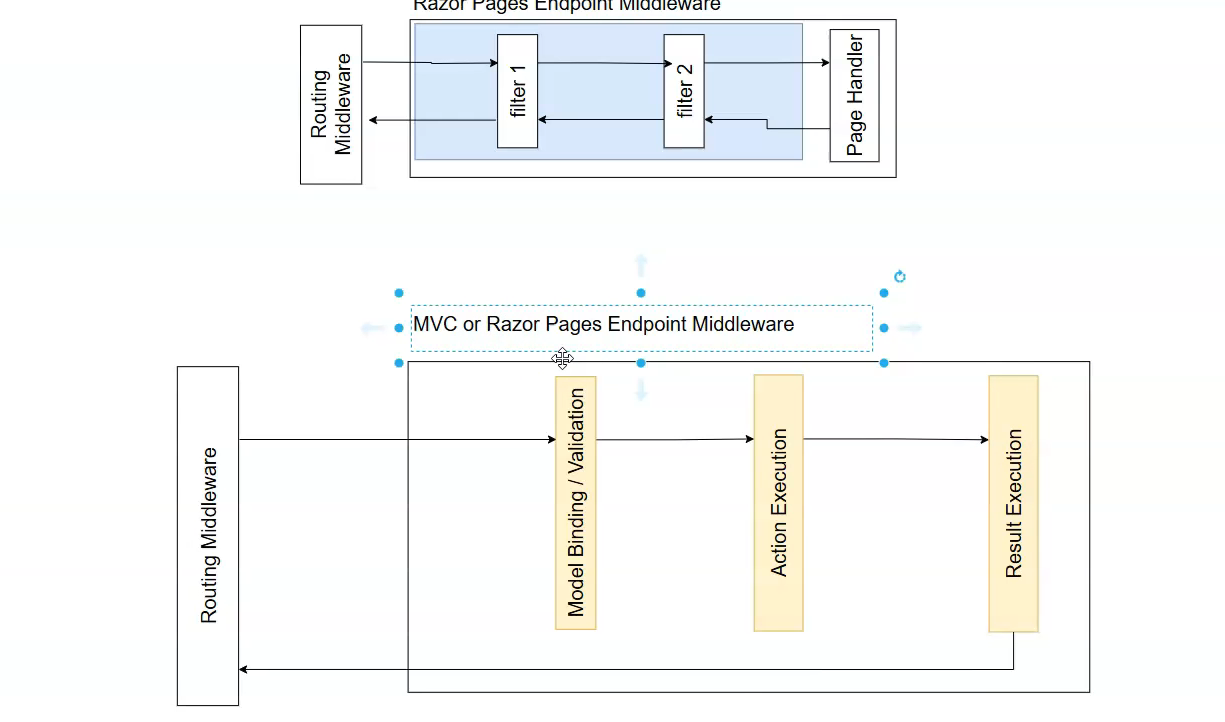 Razor Pages Endpoint Middleware
Routing
Middleware
filter 1
filter 2
Page Handler
MVC or Razor Pages Endpoint Middleware
Routing Middleware
Model Binding / Validation
Action Execution
Result Execution